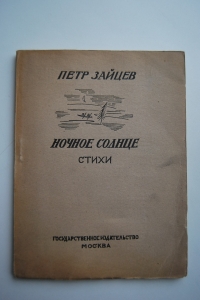 ПЕТР ЗАЙЦЕВ
НОЧНОЕ СОЛНЦЕ
СТИХИ
ГОСУДАРСТВЕННОЕ ИЗДАТЕЛЬСТВО
МОСКВА